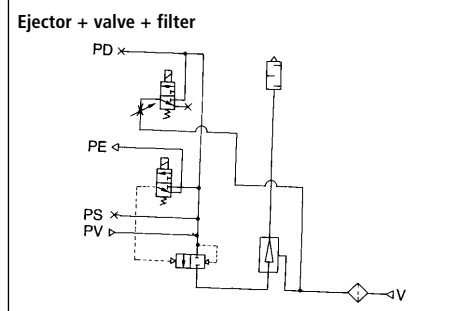 Ejector + valve + filter
PD
PE
PS
PV
V